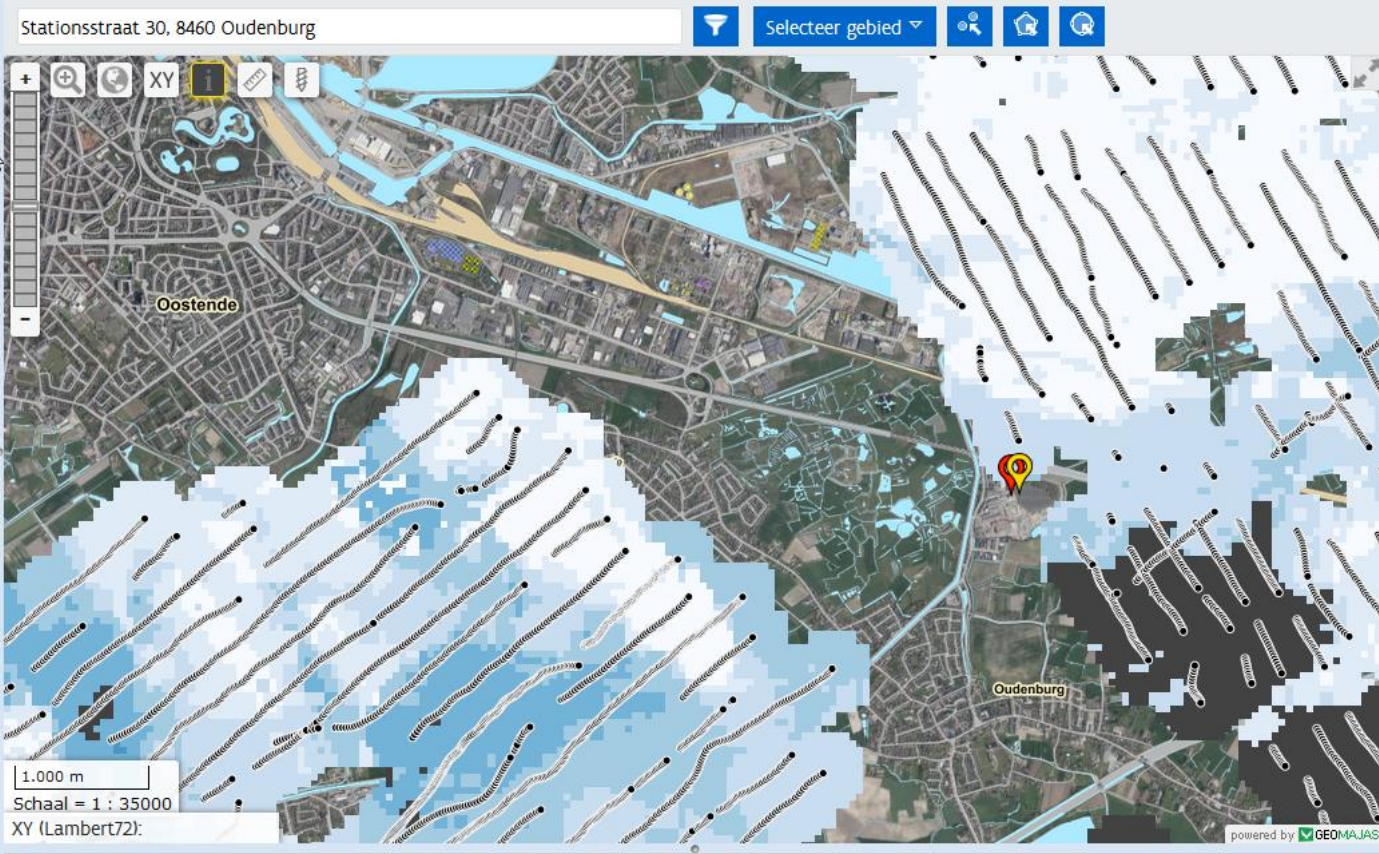 Stationsstraat 30, 8460 Oudenburg
Selecteer gebied
+
XY
i
-
Oostende
Oudenburg
1.000 m
Schaal = 1 : 35000
XY (Lambert72):
powered by GEOMAJAS